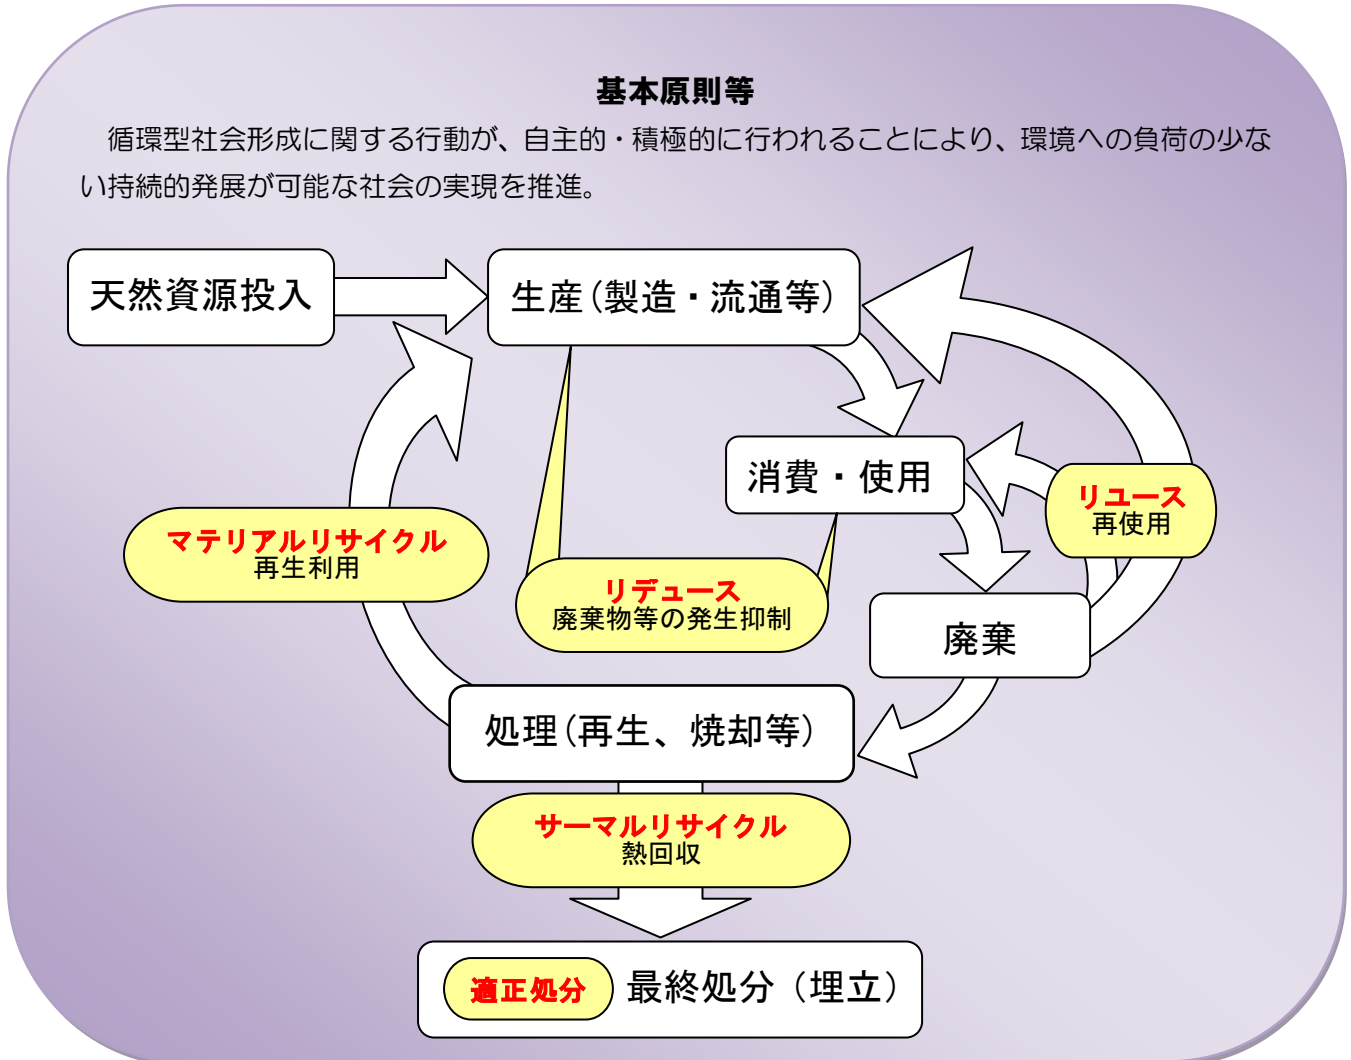 基本原則等
循環型社会形成に関する行動が、自主的・積極的に行われることにより、環境への負荷の少な
い持続的発展が可能な社会の実現を推進。
天然資源投入
生産(製造・流通等)
消費・使用
リユース
再使用
マテリアルリサイクル
再生利用
リデュース
廃棄物等の発生抑制
廃棄
処理(再生、焼却等)
サーマルリサイクル
熱回収
適正処分 最終処分（埋立）